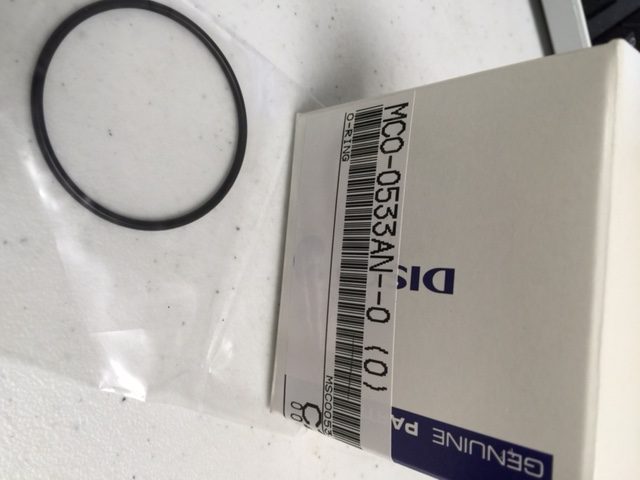 MCO-0533AN--0 (0)
O-RING
DIS
GENUINE PA